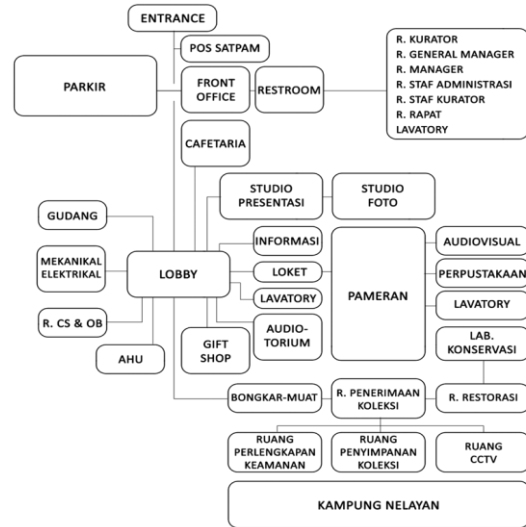 ENTRANCE
POS SATPAM
PARKIR
FRONT
OFFICE
RESTROOM
R. KURATOR
R. GENERAL MANAGER
R. MANAGER
R. STAF ADMINISTRASI
R. STAF KURATOR
R. RAPAT
LAVATORY
CAFETARIA
STUDIO
PRESENTASI
STUDIO
FOTO
GUDANG
MEKANIKAL
ELEKTRIKAL
R. CS & OB
AHU
LOBBY
INFORMASI
LOKET
LAVATORY
AUDIO-
TORIUM
GIFT
SHOP
PAMERAN
AUDIOVISUAL
PERPUSTAKAAN
LAVATORY
LAB.
KONSERVASI
BONGKAR-MUAT
R. PENERIMAAN
KOLEKSI
R. RESTORASI
RUANG
PERLENGKAPAN
KEAMANAN
RUANG
PENYIMPANAN
KOLEKSI
RUANG
CCTV
KAMPUNG NELAYAN